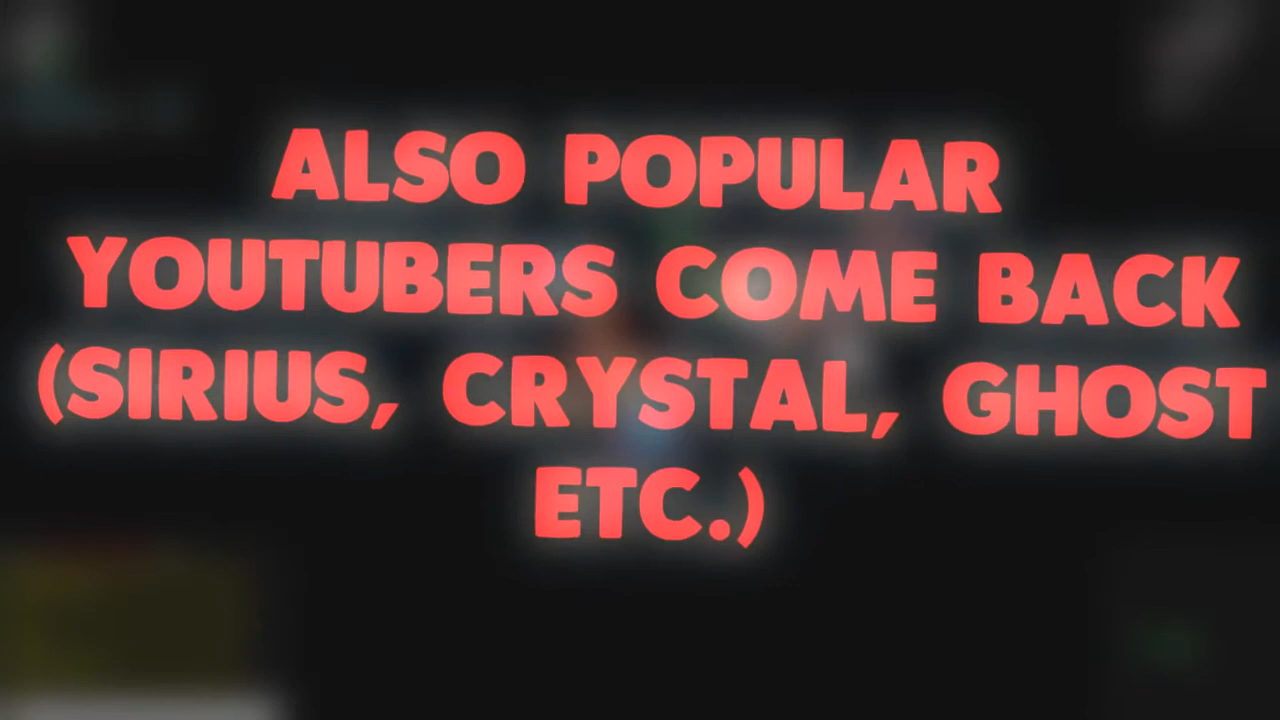 ALSO POPULAR
YOUTUBERS COME BACK
(SIRIUS, CRYSTAL, GHOST
ETC.)